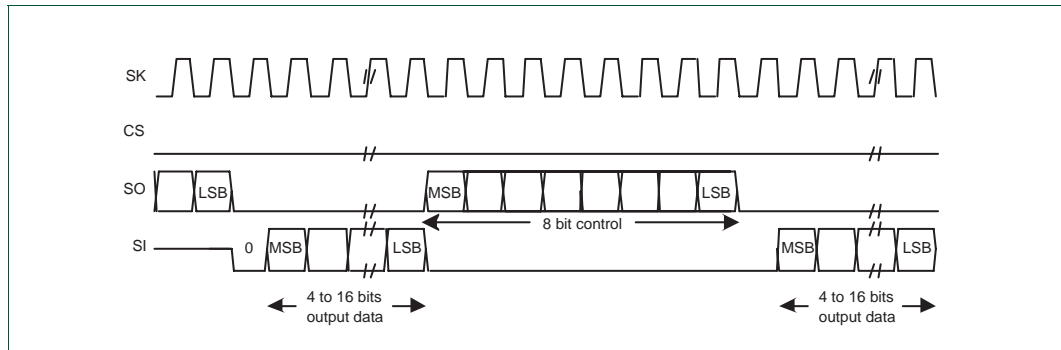 SK
CS
SO
LSB
MSB
LSB
8 bit control
SI
0
MSB
LSB
MSB
LSB
4 to 16 bits
output data
4 to 16 bits
output data